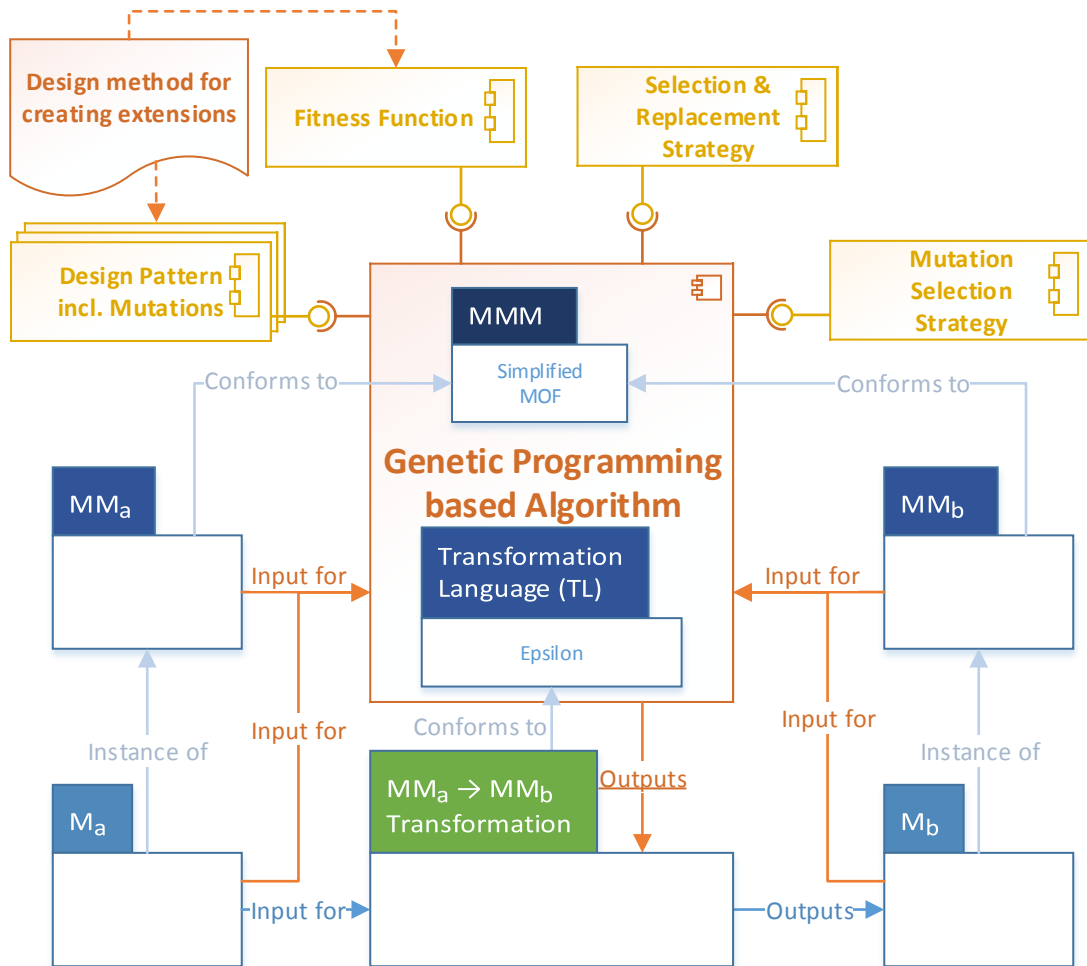 Design method for
creating extensions
Fitness Function
Selection &
Replacement
Strategy
Design Pattern
incl. Mutations
Mutation
Selection
Strategy
MMM
Simplified
MOF
Conforms to
Conforms to
Genetic Programming
based Algorithm
MMa
MMb
Transformation
Language (TL)
Input for
Input for
Epsilon
Input for
Conforms to
Input for
Instance of
Instance of
Outputs
MMa → MMb
Transformation
Ma
Mb
Input for
Outputs